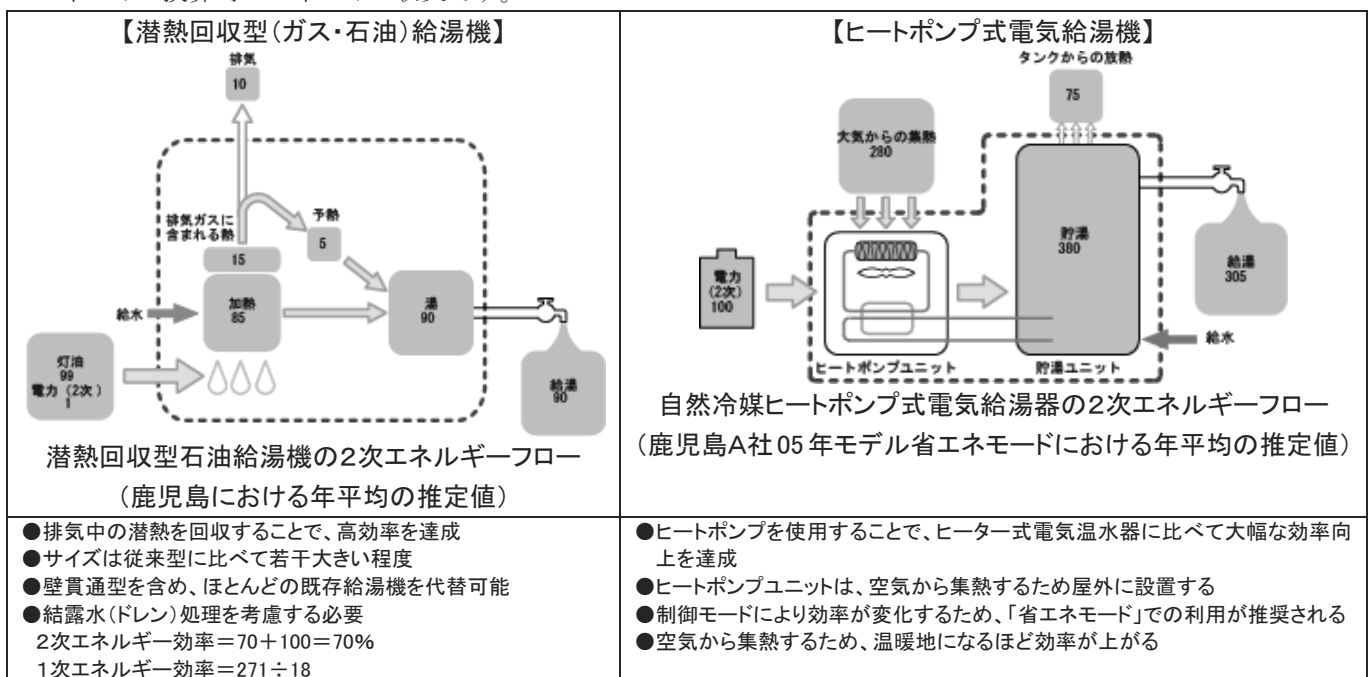 【潜熱回収型(ガス・石油)給湯機】
排気
10
排気ガスに
含まれる熱
予熱
5
15
給水
加熱
85
湯
90
灯油
99
電力(2次)
1
給湯
90
潜熱回収型石油給湯機の2次エネルギーフロー
(鹿児島における年平均の推定値)
【ヒートポンプ式電気給湯機】
タンクからの放熱
75
大気からの集熱
280
電力
(2次)
100
貯湯
380
給湯
305
給水
ヒートポンプユニット
貯湯ユニット
自然冷媒ヒートポンプ式電気給湯器の2次エネルギーフロー
(鹿児島A社05年モデル省エネモードにおける年平均の推定値)
●排気中の潜熱を回収することで、高効率を達成
●サイズは従来型に比べて若干大きい程度
●壁貫通型を含め、ほとんどの既存給湯機を代替可能
●結露水(ドレン)処理を考慮する必要
2次エネルギー効率=70+100=70%
1次エネルギー効率=271÷18
●ヒートポンプを使用することで、ヒーター式電気温水器に比べて大幅な効率向
上を達成
●ヒートポンプユニットは、空気から集熱するため屋外に設置する
●制御モードにより効率が変化するため、「省エネモード」での利用が推奨される
●空気から集熱するため、温暖地になるほど効率が上がる